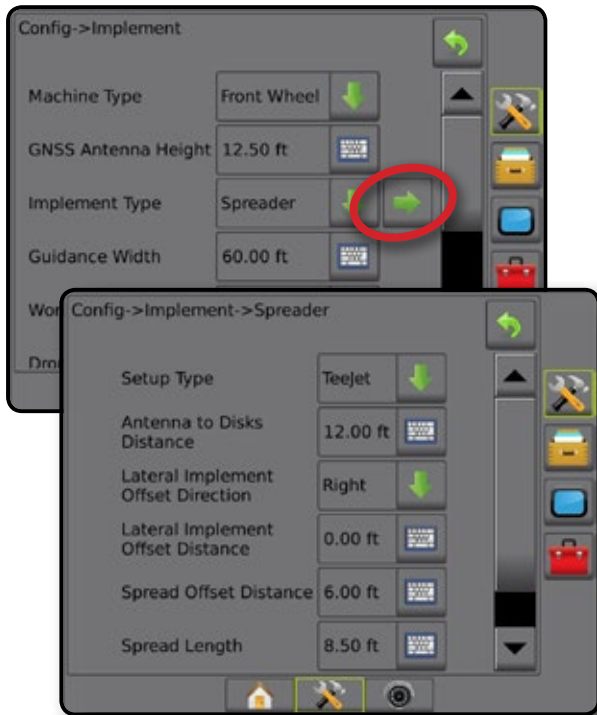 Config->Implement
Machine Type Front Wheel
GNSS Antenna Height 12.50 ft
Implement Type Spreader
Guidance Width 60.00 ft
Wor
Dro
Config->Implement->Spreader
Setup Type TeeJet
Antenna to Disks
Distance 12.00 ft
Lateral Implement
Offset Direction Right
Lateral Implement
Offset Distance 0.00 ft
Spread Offset Distance 6.00 ft
Spread Length 8.50 ft